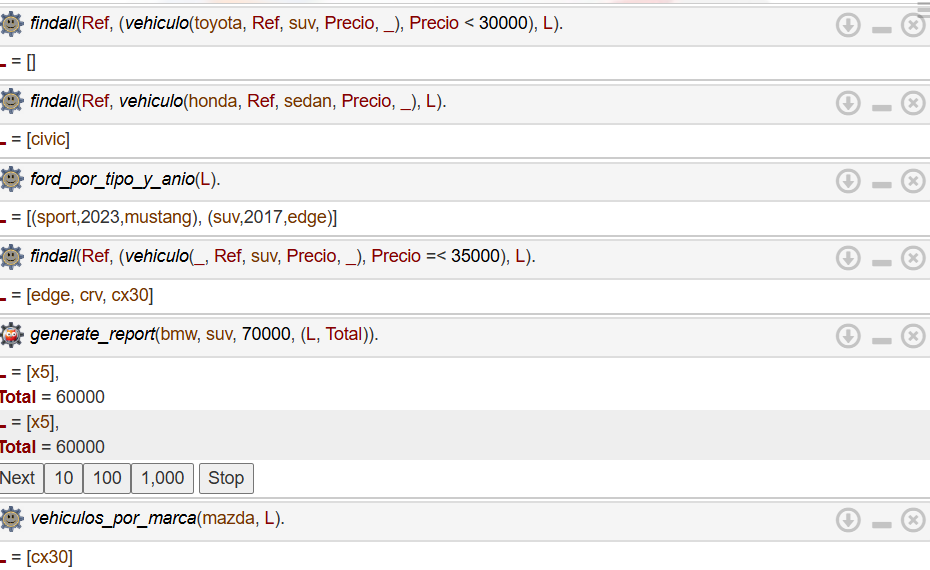 findall(Ref, (vehiculo(toyota, Ref, suv, Precio, _), Precio < 30000), L).
L = []
findall(Ref, vehiculo(honda, Ref, sedan, Precio, _), L).
L = [civic]
ford_por_tipo_y_anio(L).
L = [(sport,2023,mustang), (suv,2017,edge)]
findall(Ref, (vehiculo(_, Ref, suv, Precio, _), Precio =< 35000), L).
L = [edge, crv, cx30]
generate_report(bmw, suv, 70000, (L, Total)).
L = [x5],
Total = 60000
L = [x5],
Total = 60000
Next 10 100 1,000 Stop
vehiculos_por_marca(mazda, L).
L = [cx30]